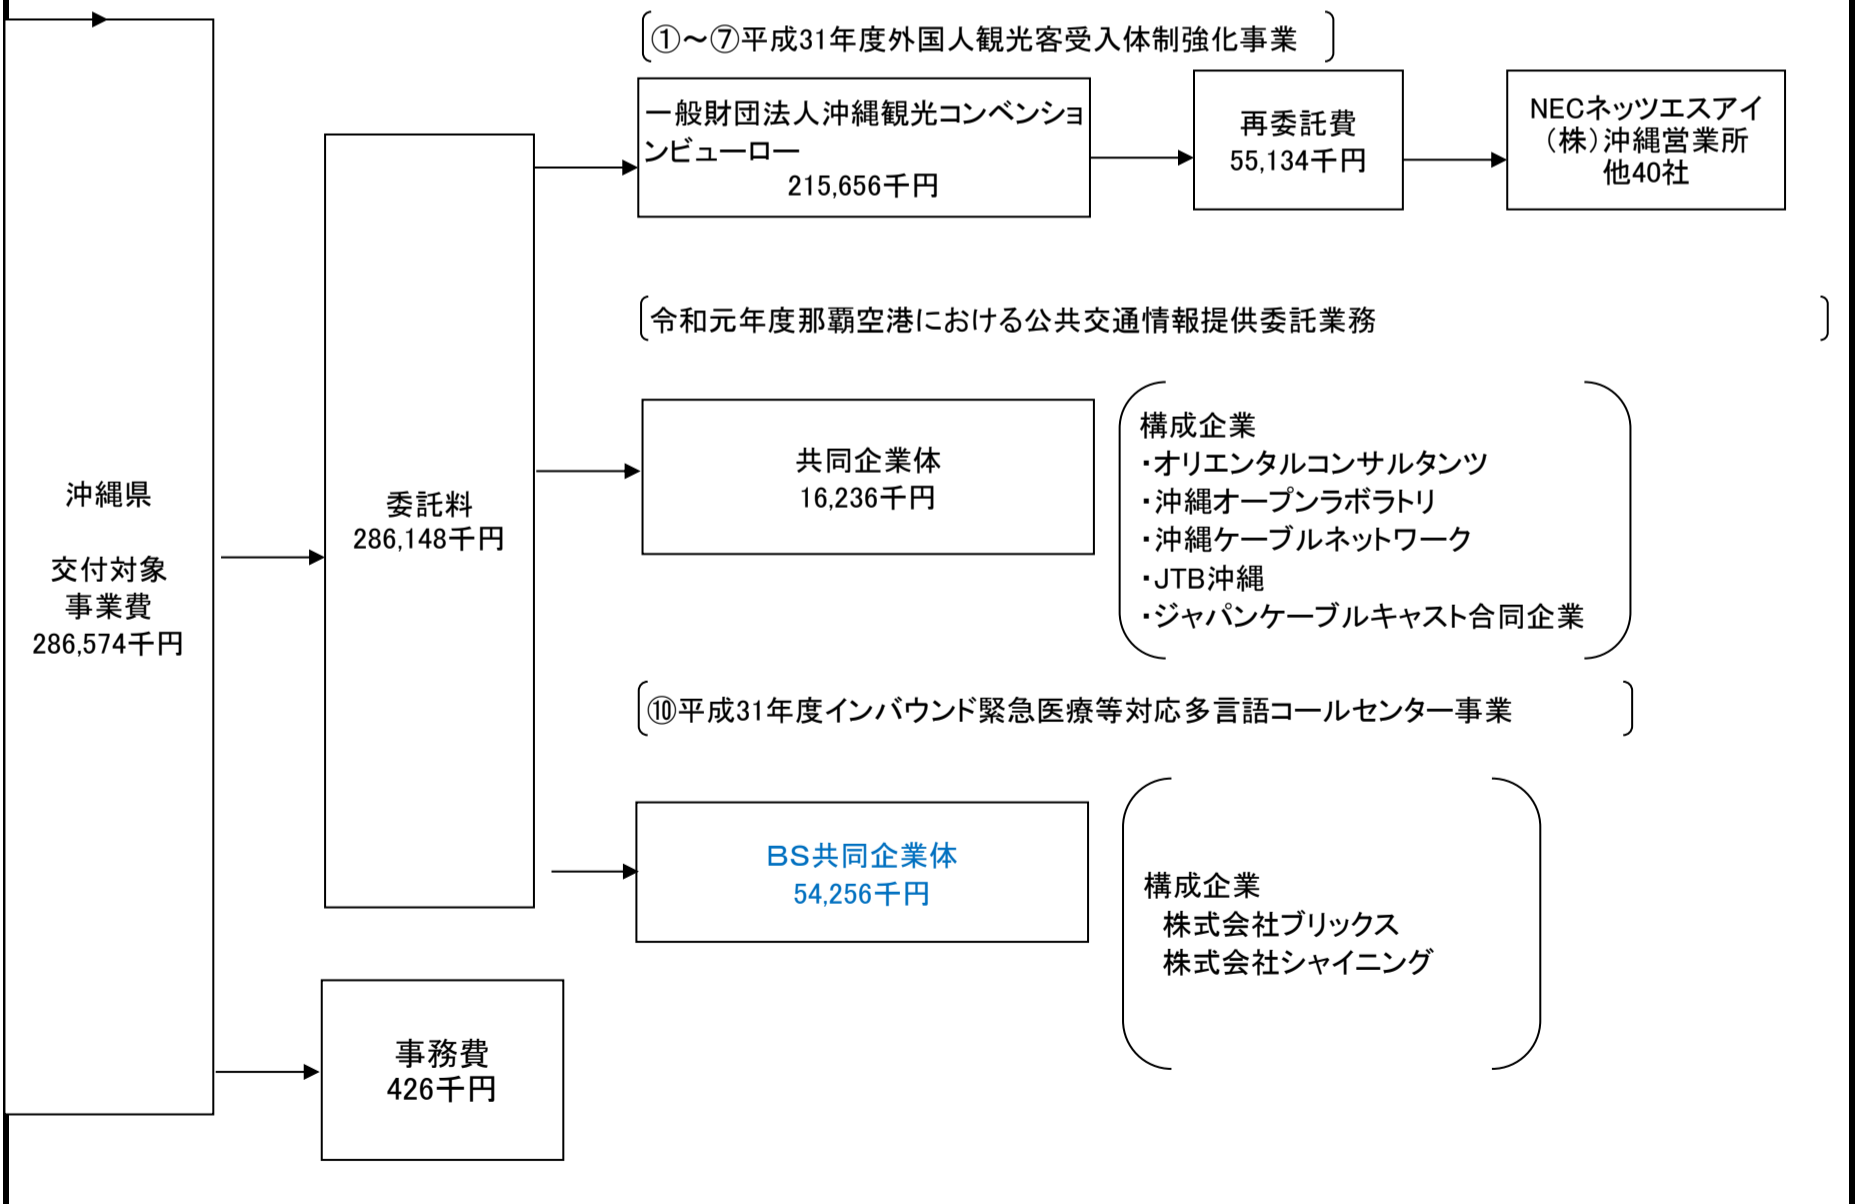 沖縄県
交付対象
事業費
286,574千円
委託料
286,148千円
事務費
426千円
①～⑦平成31年度外国人観光客受入体制強化事業
一般財団法人沖縄観光コンベンショ
ンビューロー
215,656千円
再委託費
55,134千円
NECネッツエスアイ
（株）沖縄営業所
他40社
令和元年度那覇空港における公共交通情報提供委託業務
共同企業体
16,236千円
構成企業
・オリエンタルコンサルタンツ
・沖縄オープンラボラトリ
・沖縄ケーブルネットワーク
・JTB沖縄
・ジャパンケーブルキャスト合同企業
⑩平成31年度インバウンド緊急医療等対応多言語コールセンター事業
BS共同企業体
54,256千円
構成企業
株式会社ブリックス
株式会社シャイニング